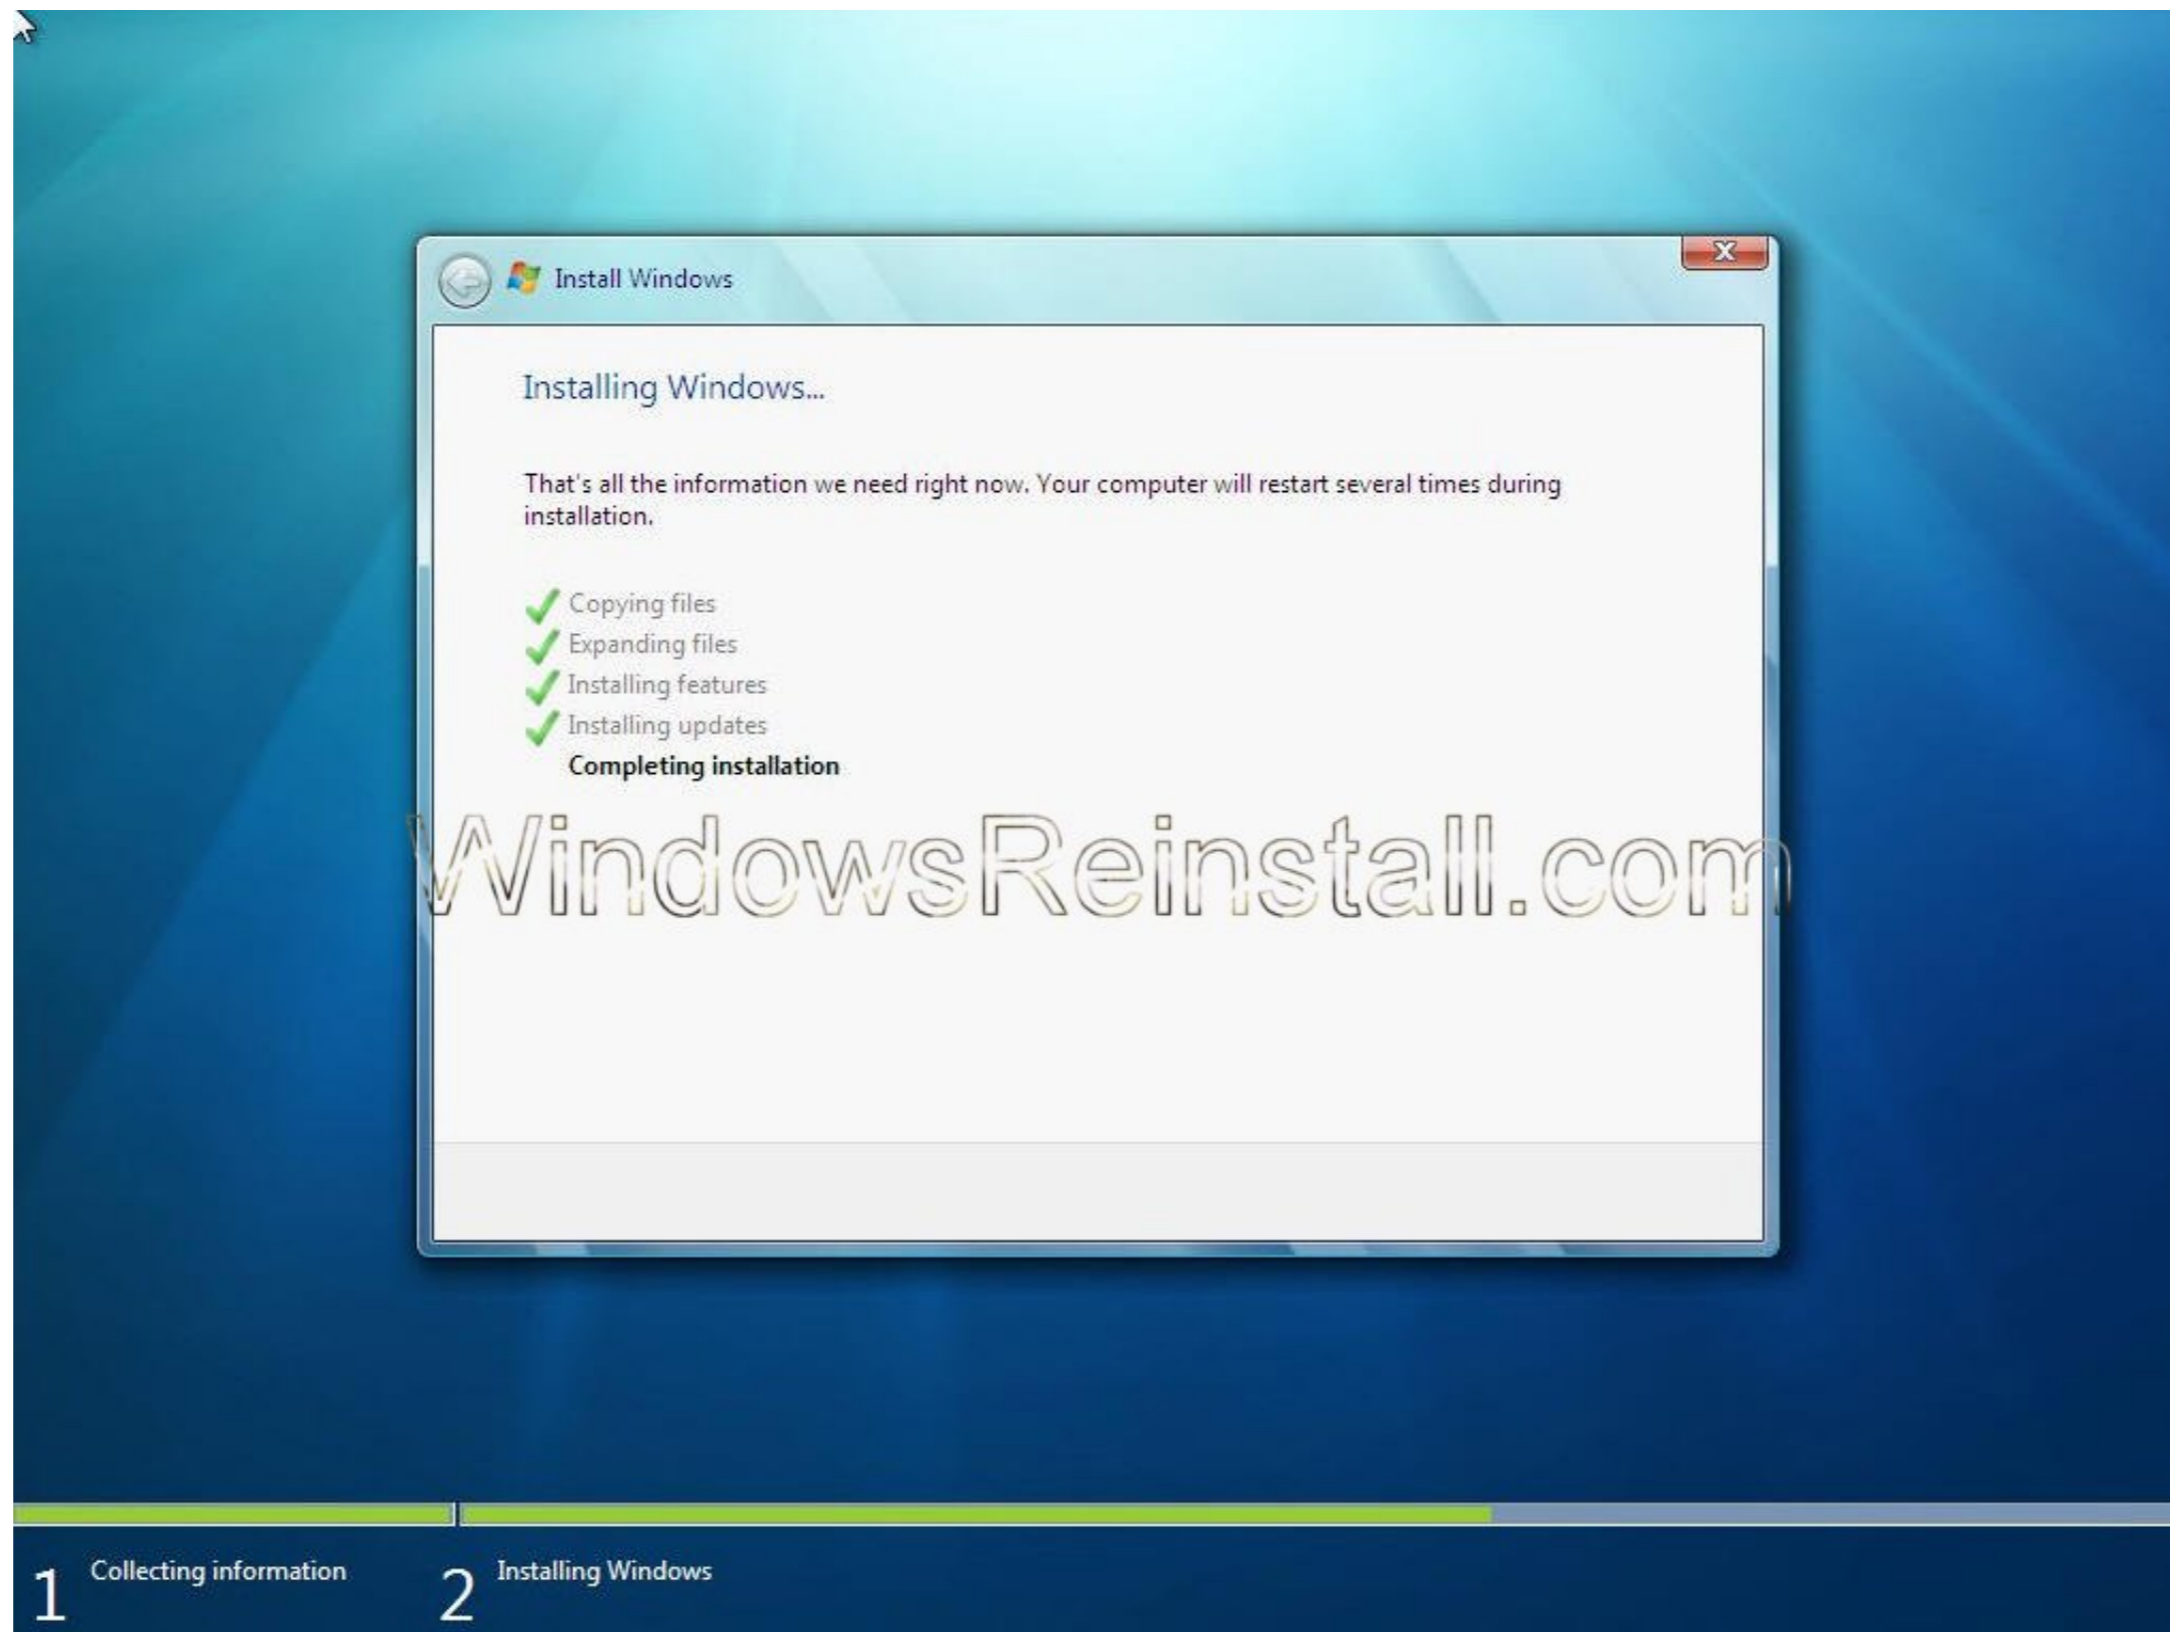 Install Windows
Installing Windows...
That's all the information we need right now. Your computer will restart several times during
installation.
Copying files
Expanding files
Installing features
Installing updates
Completing installation
WindowsReinstall.com
1 Collecting information
2 Installing Windows